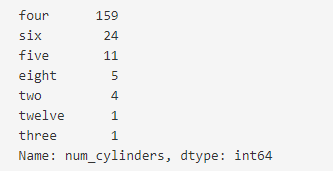 four      159
six        24
five       11
eight       5
two         4
twelve      1
three       1
Name: num_cylinders, dtype: int64